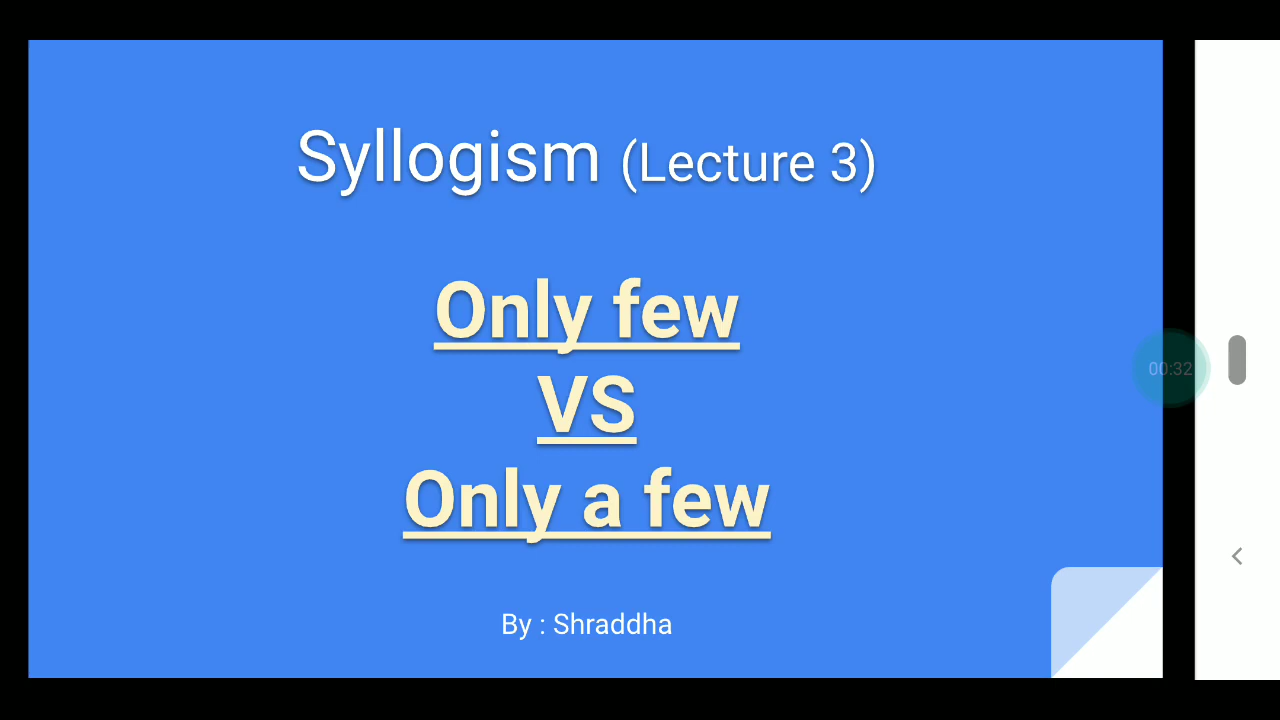 Syllogism (Lecture 3)
Only few
VS
Only a few
By : Shraddha
00:32